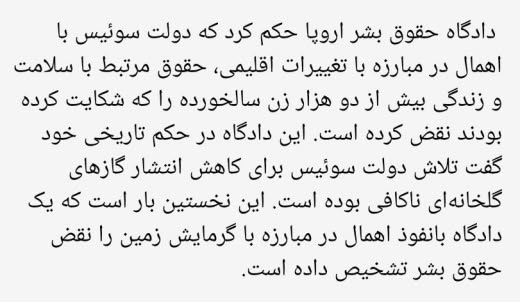 دادگاه حقوق بشر اروپا حکم کرد که دولت سوئیس با
اهمال در مبارزه با تغییرات اقلیمی، حقوق مرتبط با سلامت
و زندگی بیش از دو هزار زن سالخورده را که شکایت کرده
بودند نقض کرده است. این دادگاه در حکم تاریخی خود
گفت تلاش دولت سوئیس برای کاهش انتشار گازهای
گلخانه‌ای ناکافی بوده است. این نخستین بار است که یک
دادگاه بانفوذ اهمال در مبارزه با گرمایش زمین را نقض
حقوق بشر تشخیص داده است.